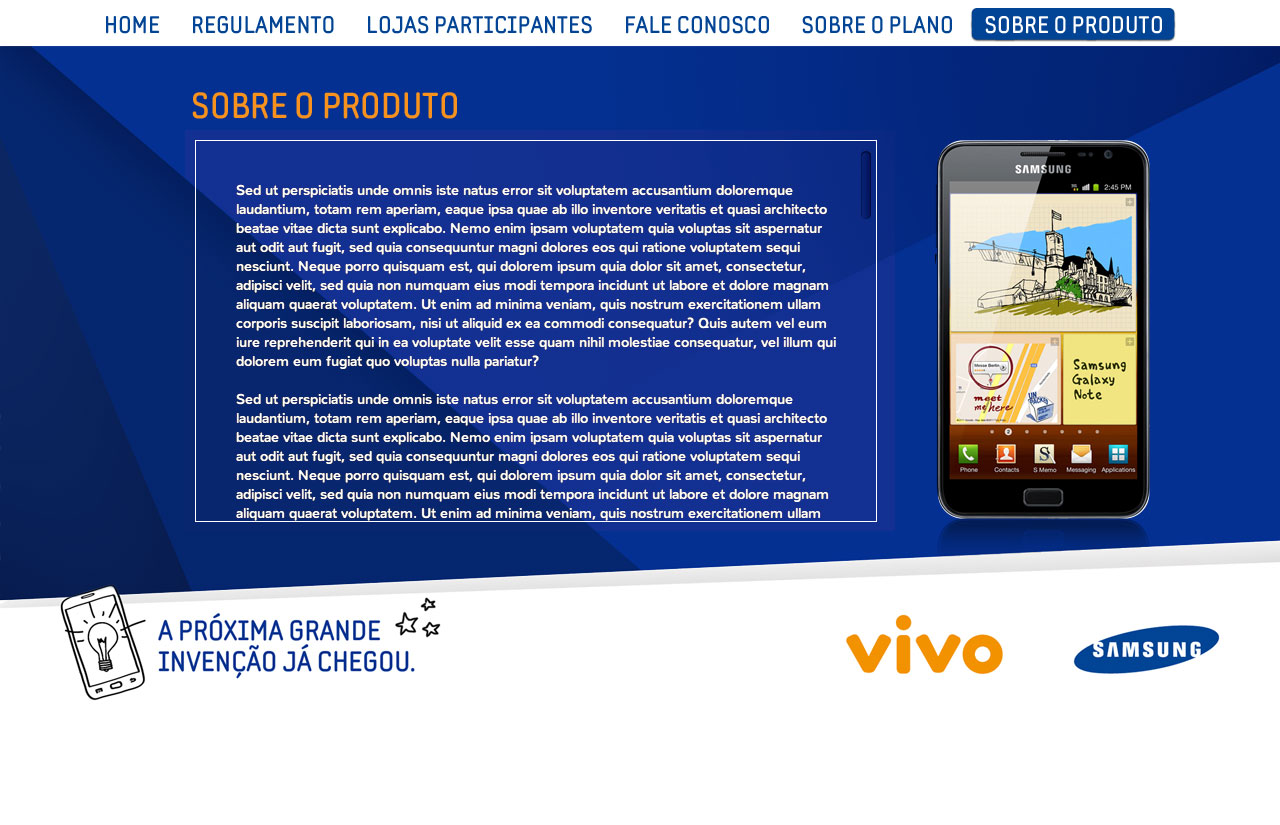 HOME REGULAMENTO LOJAS PARTICIPANTES FALE CONOSCO SOBRE O PLANO SOBRE O PRODUTO
SOBRE O PRODUTO
Sed ut perspiciatis unde omnis iste natus error sit voluptatem accusantium doloremque
laudantium, totam rem aperiam, eaque ipsa quae ab illo inventore veritatis et quasi architecto
beatae vitae dicta sunt explicabo. Nemo enim ipsam voluptatem quia voluptas sit aspernatur
aut odit aut fugit, sed quia consequuntur magni dolores eos qui ratione voluptatem sequi
nesciunt. Neque porro quisquam est, qui dolorem ipsum quia dolor sit amet, consectetur,
adipisci velit, sed quia non numquam eius modi tempora incidunt ut labore et dolore magnam
aliquam quaerat voluptatem. Ut enim ad minima veniam, quis nostrum exercitationem ullam
corporis suscipit laboriosam, nisi ut aliquid ex ea commodi consequatur? Quis autem vel eum
iure reprehenderit qui in ea voluptate velit esse quam nihil molestiae consequatur, vel illum qui
dolorem eum fugiat quo voluptas nulla pariatur?
Sed ut perspiciatis unde omnis iste natus error sit voluptatem accusantium doloremque
laudantium, totam rem aperiam, eaque ipsa quae ab illo inventore veritatis et quasi architecto
beatae vitae dicta sunt explicabo. Nemo enim ipsam voluptatem quia voluptas sit aspernatur
aut odit aut fugit, sed quia consequuntur magni dolores eos qui ratione voluptatem sequi
nesciunt. Neque porro quisquam est, qui dolorem ipsum quia dolor sit amet, consectetur,
adipisci velit, sed quia non numquam eius modi tempora incidunt ut labore et dolore magnam
aliquam quaerat voluptatem. Ut enim ad minima veniam, quis nostrum exercitationem ullam
SAMSUNG
2:45 PM
Messe Berlin
meet
me here
UN
PACKED
Samsung
Galaxy
Note
2
Phone Contacts S Memo Messaging Applications
A PRÓXIMA GRANDE
INVENÇÃO JÁ CHEGOU.
vivo
SAMSUNG